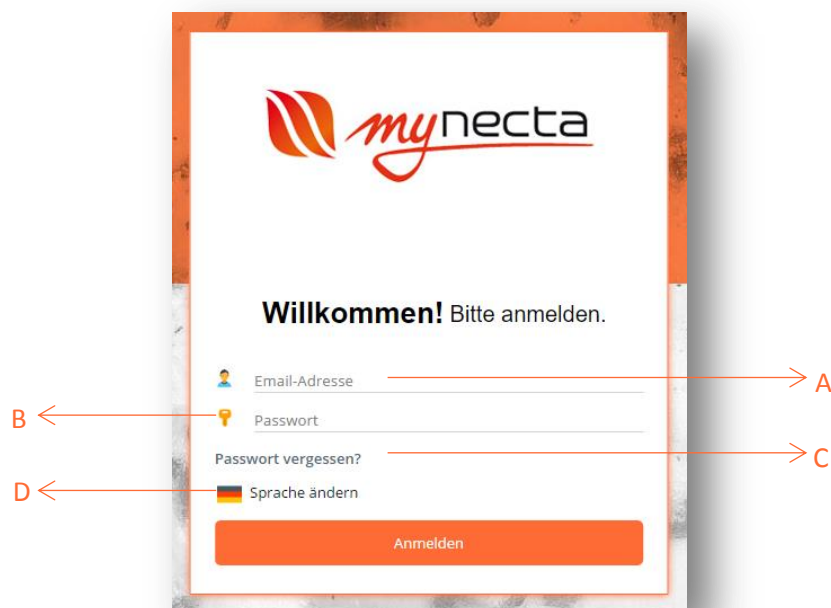 mynecta
Willkommen! Bitte anmelden.
Email-Adresse
A
B
Passwort
Passwort vergessen?
C
D
Sprache ändern
Anmelden